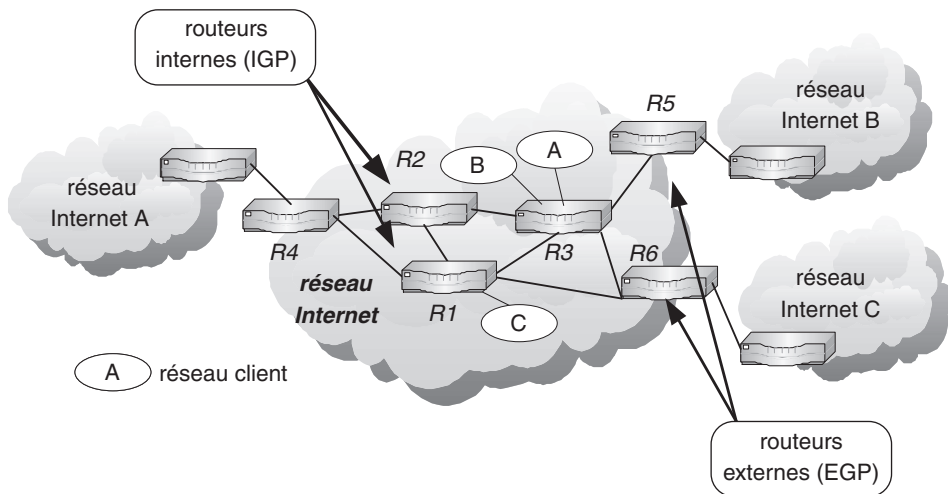 routeurs
internes (IGP)
R5
réseau
Internet B
R2
B
A
réseau
Internet A
R4
R3
R6
réseau
Internet
R1
C
réseau
Internet C
A
réseau client
routeurs
externes (EGP)